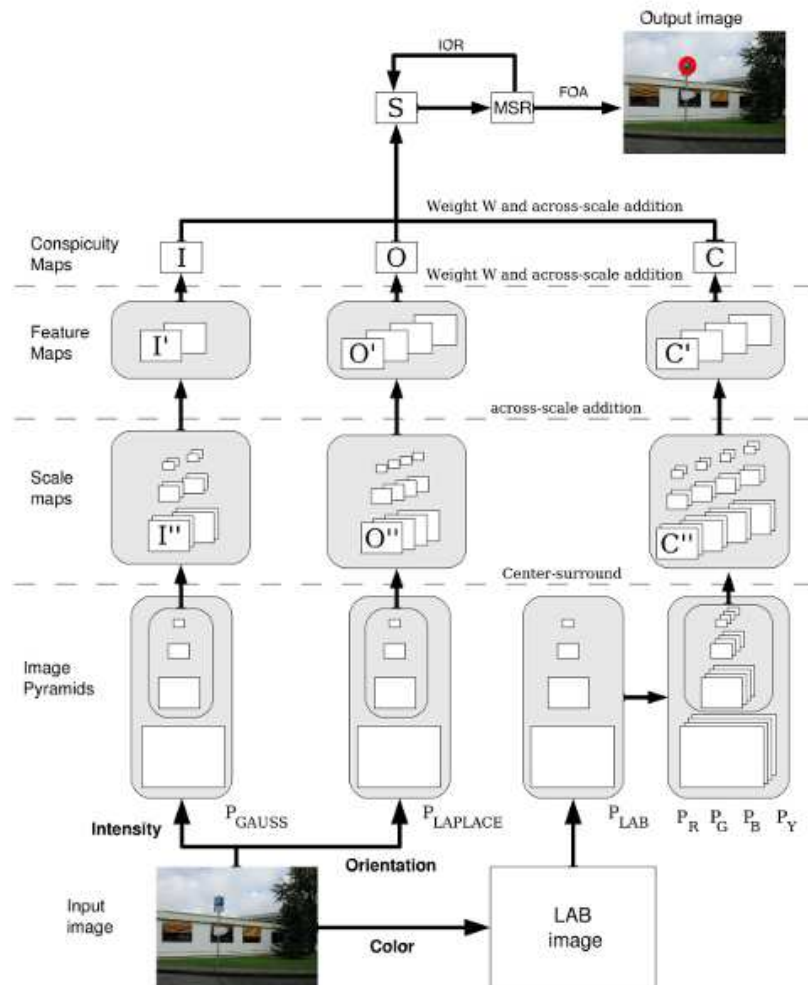 Output image
IOR
S
MSR
FOA
Weight W and across-scale addition
Conspicuity
Maps
I
O
C
Weight W and across-scale addition
Feature
Maps
I'
O'
C'
across-scale addition
Scale
maps
I''
O''
C''
Center-surround
Image
Pyramids
P_GAUSS
P_LAPLACE
P_LAB
P_R P_G P_B P_Y
Intensity
Orientation
Input
image
Color
LAB
image